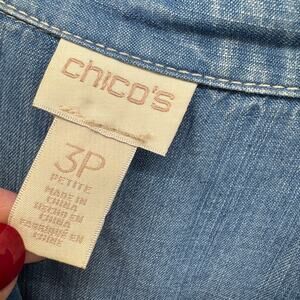 chico's
3P
PETITE
MADE IN
CHINA
HECHO EN
CHINA
FABRIQUÉ EN
CHINE